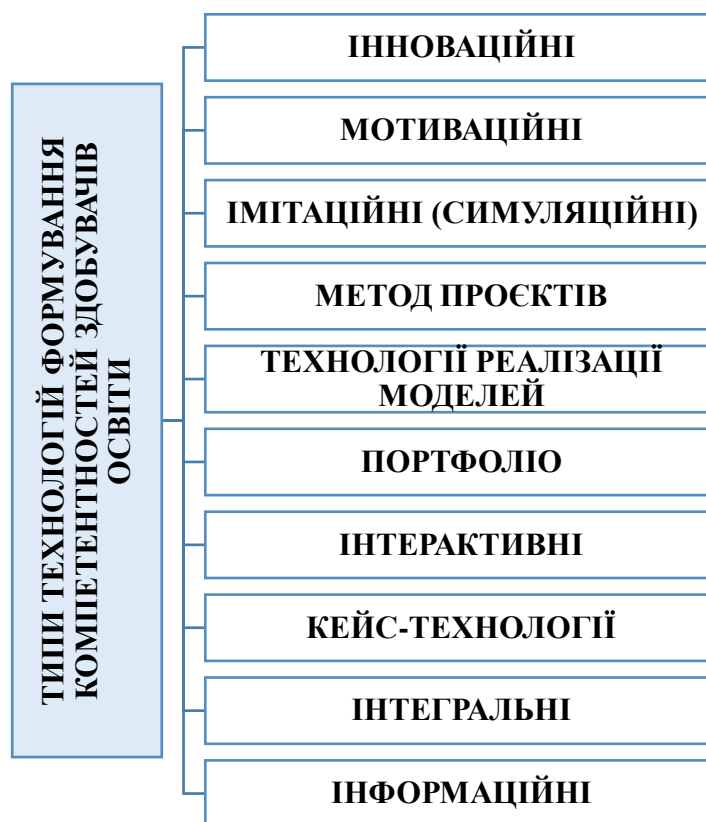 ТИПИ ТЕХНОЛОГІЙ ФОРМУВАННЯ
КОМПЕТЕНТНОСТЕЙ ЗДОБУВАЧІВ
ОСВІТИ
ІННОВАЦІЙНІ
МОТИВАЦІЙНІ
ІМІТАЦІЙНІ (СИМУЛЯЦІЙНІ)
МЕТОД ПРОЄКТІВ
ТЕХНОЛОГІЇ РЕАЛІЗАЦІЇ
МОДЕЛЕЙ
ПОРТФОЛІО
ІНТЕРАКТИВНІ
КЕЙС-ТЕХНОЛОГІЇ
ІНТЕГРАЛЬНІ
ІНФОРМАЦІЙНІ